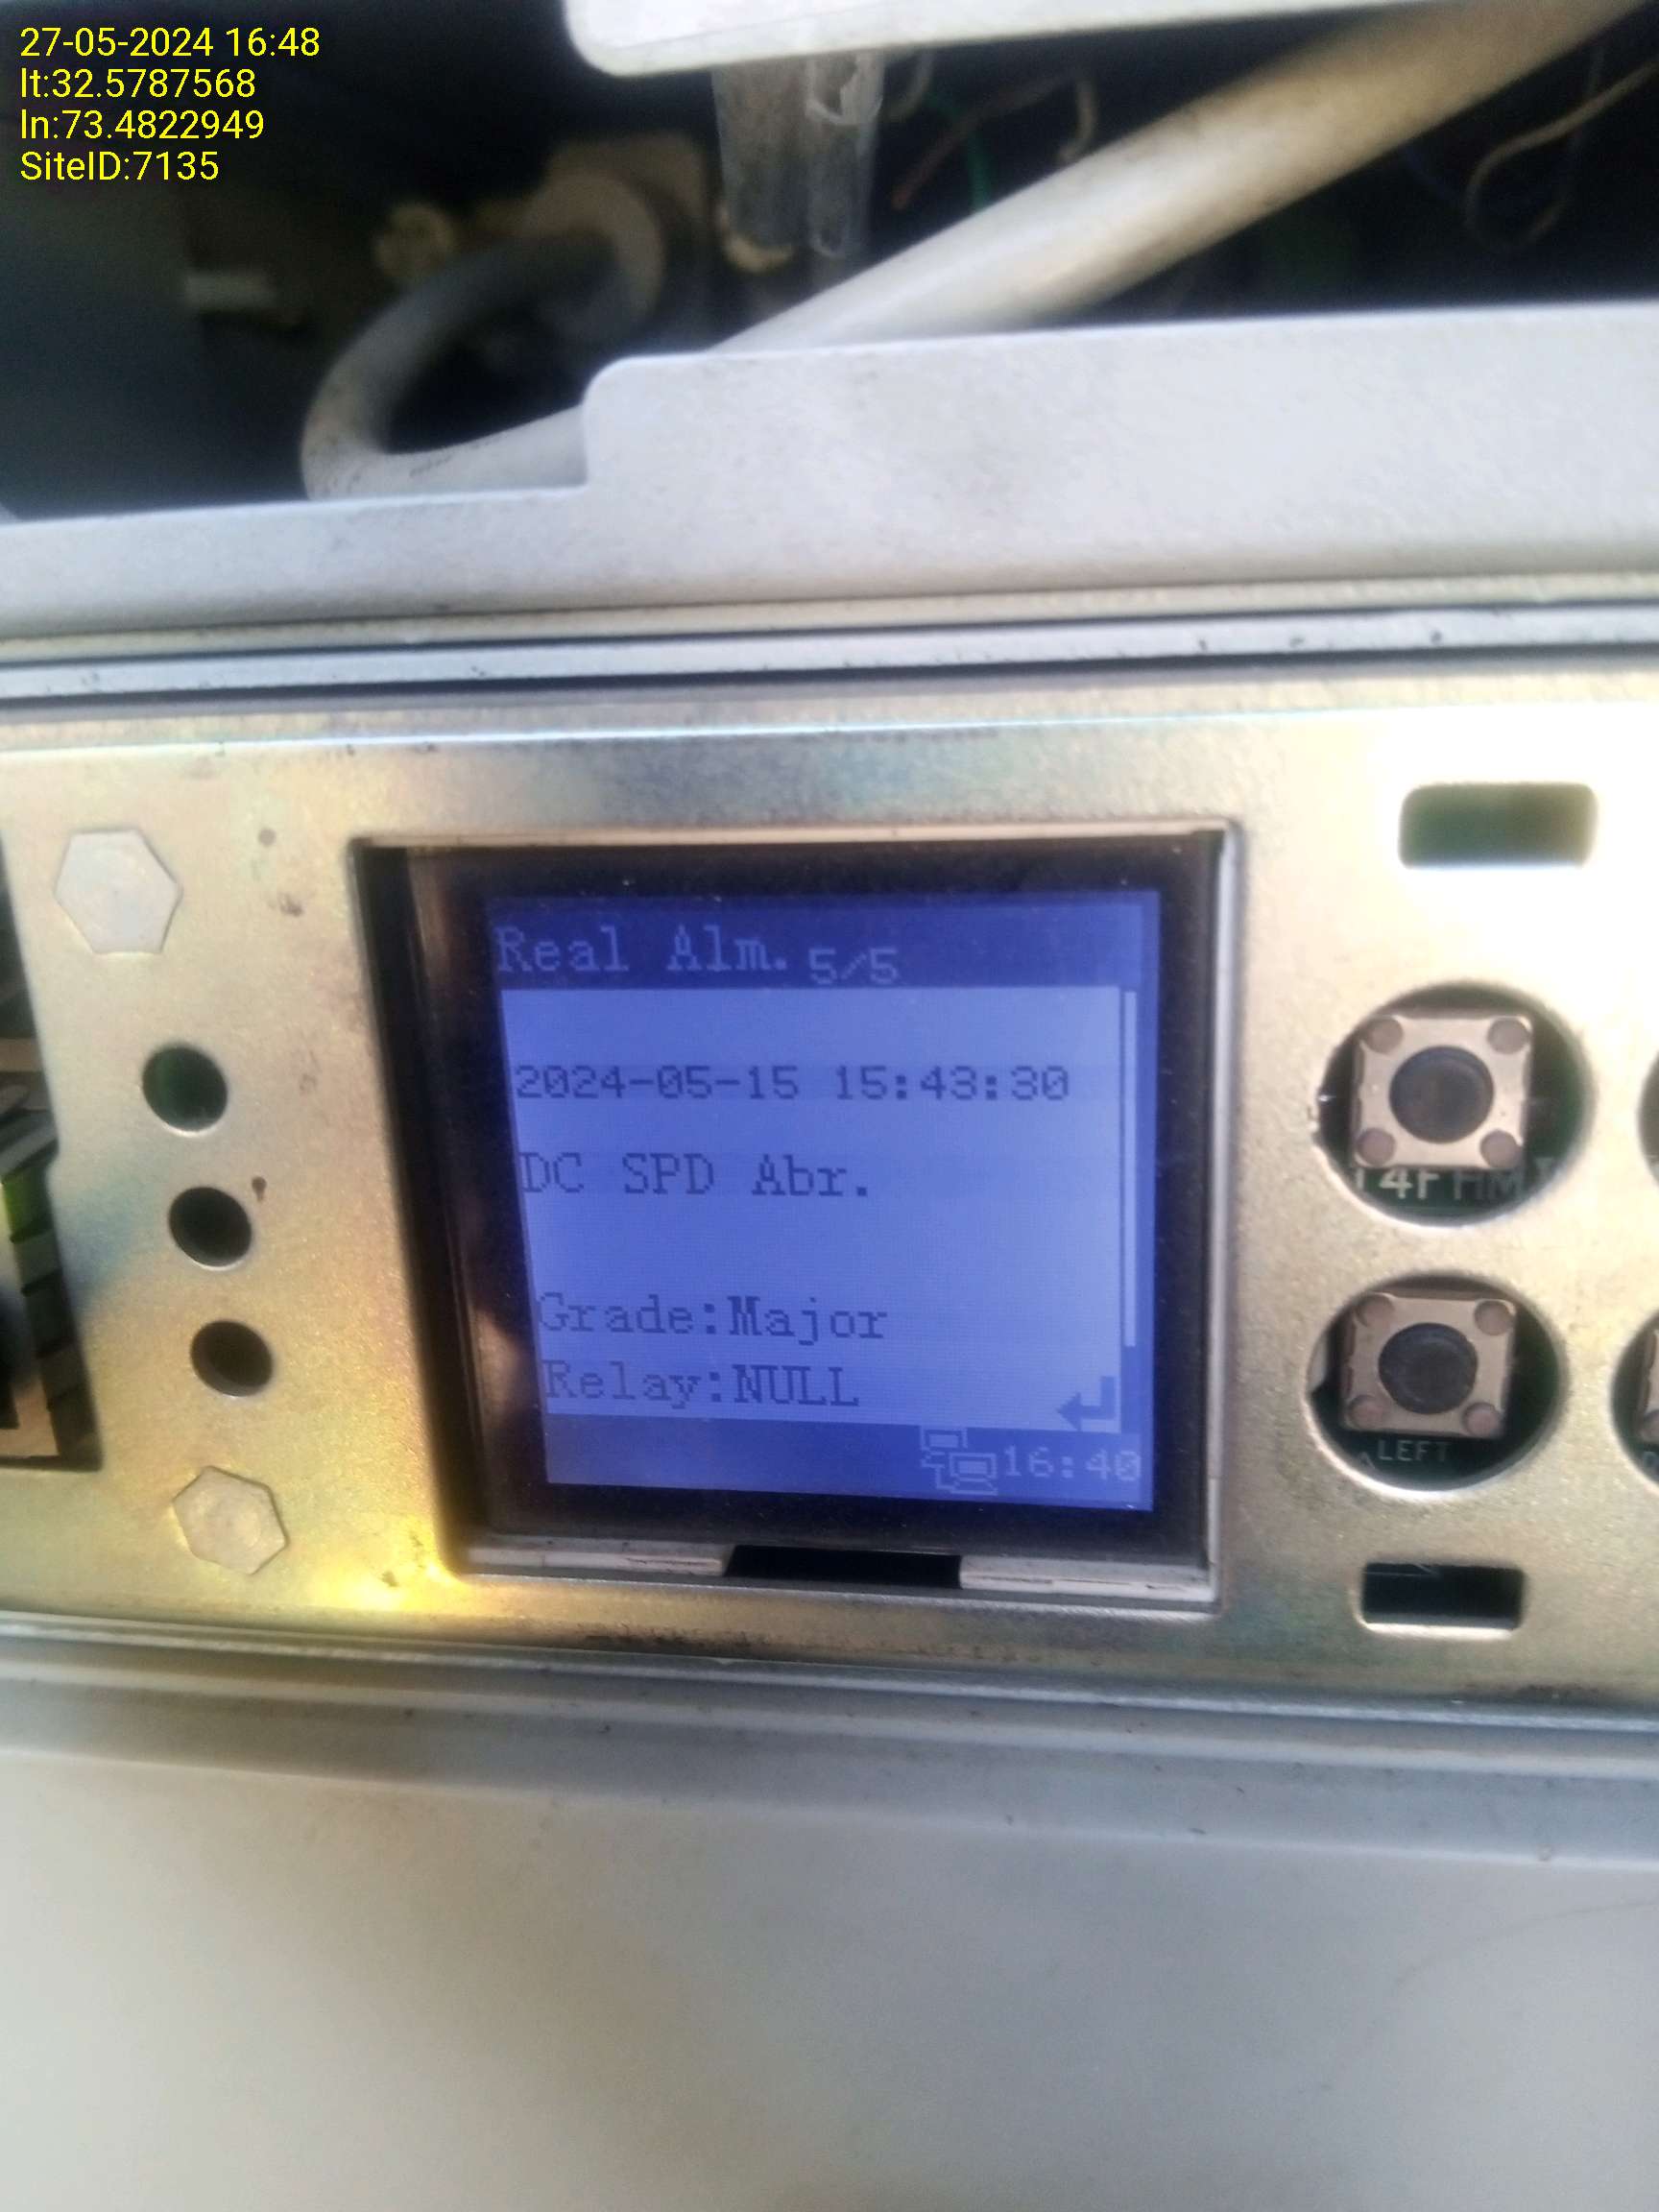 27-05-2024 16:48
lt:32.5787568
ln:73.4822949
SiteID:7135
Real Alm. 5/5
2024-05-15 15:43:30
DC SPD Abr.
Grade:Major
Relay:NULL
16:40
LEFT